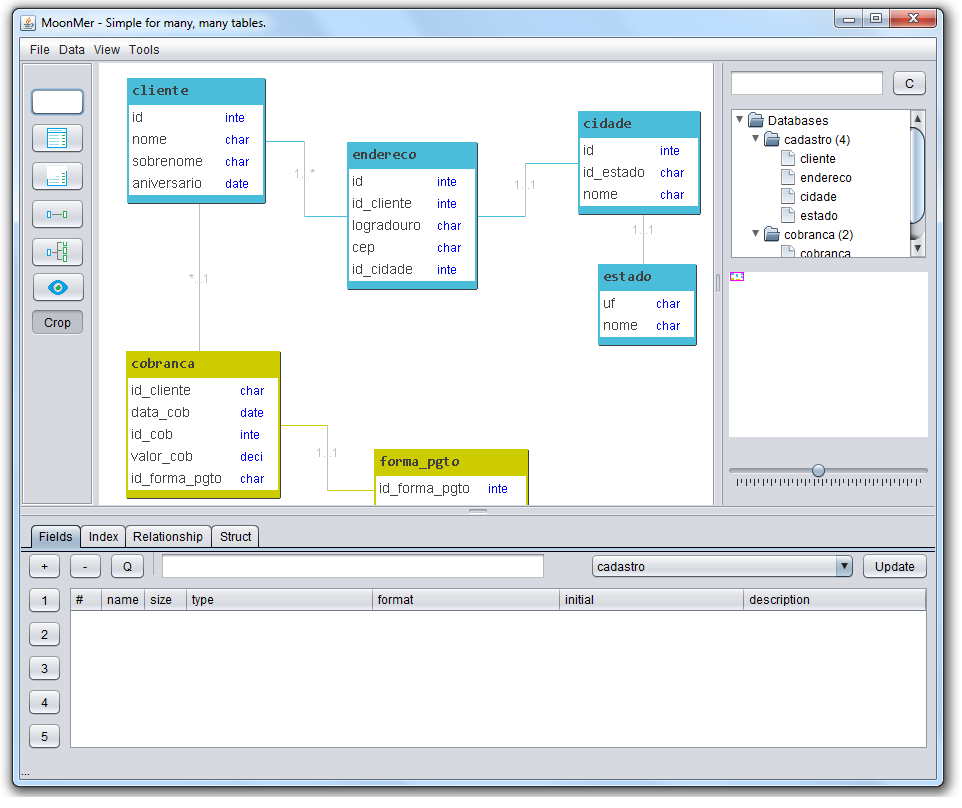 MoonMer - Simple for many, many tables.
File Data View Tools
Crop
cliente
id inte
nome char
sobrenome char
aniversario date
1..*
endereco
id inte
id_cliente inte
logradouro char
cep char
id_cidade inte
1..1
cidade
id inte
id_estado char
nome char
1..1
estado
uf char
nome char
*..1
cobranca
id_cliente char
data_cob date
id_cob inte
valor_cob deci
id_forma_pgto char
1..1
forma_pgto
id_forma_pgto inte
C
Databases
cadastro (4)
cliente
endereco
cidade
estado
cobranca (2)
cobranca
Fields Index Relationship Struct
+ - Q cadastro Update
# name size type format initial description
1
2
3
4
5
...